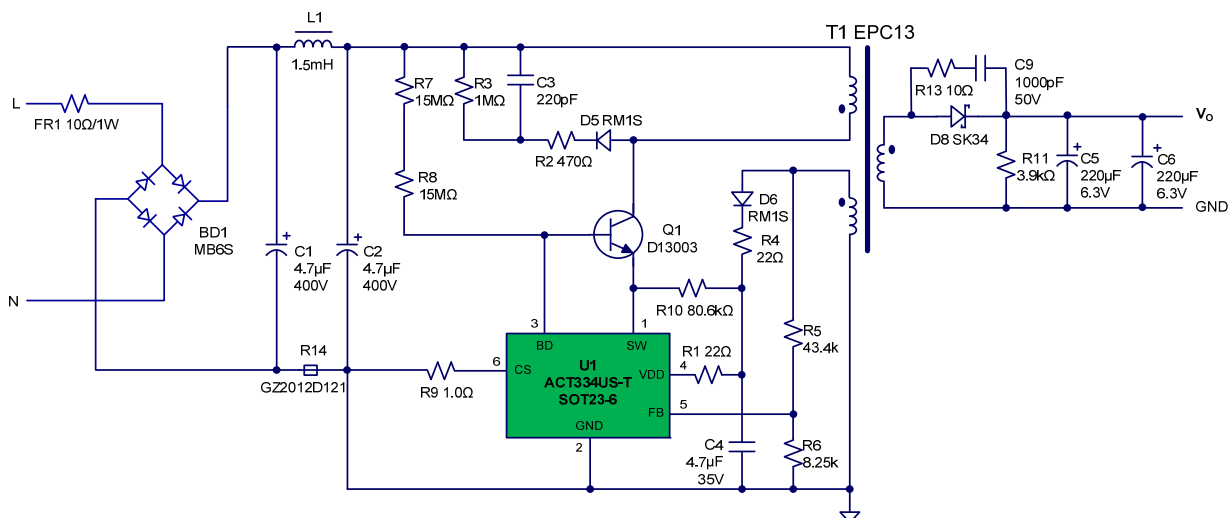 L1
1.5mH
T1 EPC13
L
FR1 10Ω/1W
R7
15MΩ
R3
1MΩ
C3
220pF
D5 RM1S
R2 470Ω
R13 10Ω
C9
1000pF
50V
D8 SK34
Vo
R8
15MΩ
R11
3.9kΩ
C5
220µF
6.3V
C6
220µF
6.3V
GND
D6
RM1S
R4
22Ω
BD1
MB6S
Q1
D13003
C1
4.7µF
400V
C2
4.7µF
400V
N
R10 80.6kΩ
R5
43.4k
3
1
BD
SW
R14
GZ2012D121
R9 1.0Ω
6
CS
U1
ACT334US-T
SOT23-6
VDD
4
R1 22Ω
FB
5
GND
2
C4
4.7µF
35V
R6
8.25k